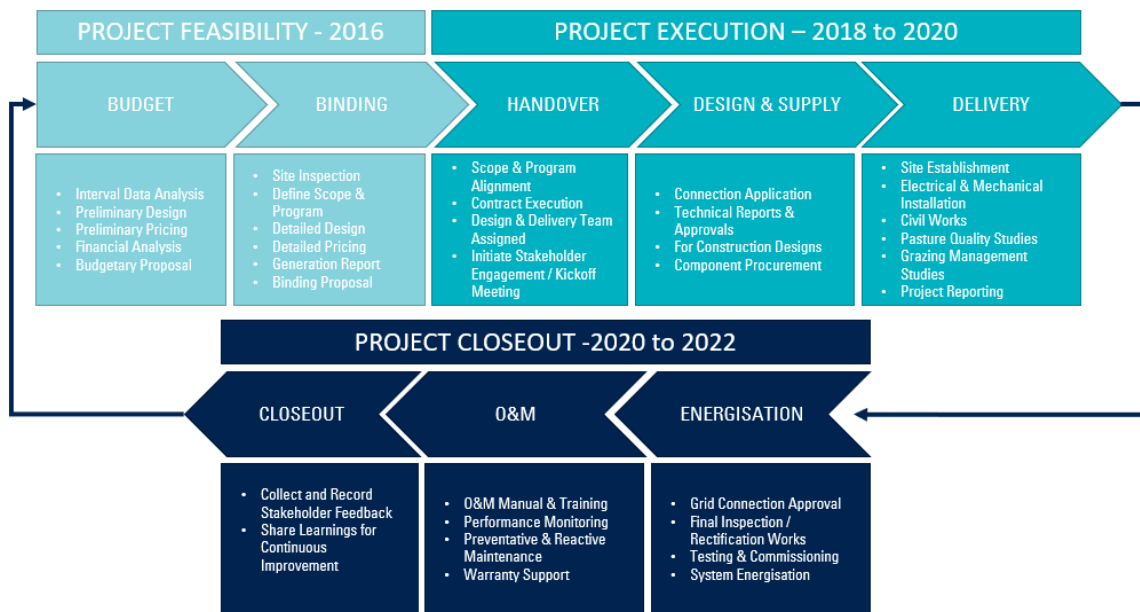 PROJECT FEASIBILITY - 2016
PROJECT EXECUTION – 2018 to 2020
BUDGET
BINDING
HANDOVER
DESIGN & SUPPLY
DELIVERY
• Interval Data Analysis
• Preliminary Design
• Preliminary Pricing
• Financial Analysis
• Budgetary Proposal
• Site Inspection
• Define Scope &
Program
• Detailed Design
• Detailed Pricing
• Generation Report
• Binding Proposal
• Scope & Program
Alignment
• Contract Execution
• Design & Delivery Team
Assigned
• Initiate Stakeholder
Engagement / Kickoff
Meeting
• Connection Application
• Technical Reports &
Approvals
• For Construction Designs
• Component Procurement
• Site Establishment
• Electrical & Mechanical
Installation
• Civil Works
• Pasture Quality Studies
• Grazing Management
Studies
• Project Reporting
PROJECT CLOSEOUT -2020 to 2022
CLOSEOUT
O&M
ENERGISATION
• Collect and Record
Stakeholder Feedback
• Share Learnings for
Continuous
Improvement
• O&M Manual & Training
• Performance Monitoring
• Preventative & Reactive
Maintenance
• Warranty Support
• Grid Connection Approval
• Final Inspection /
Rectification Works
• Testing & Commissioning
• System Energisation